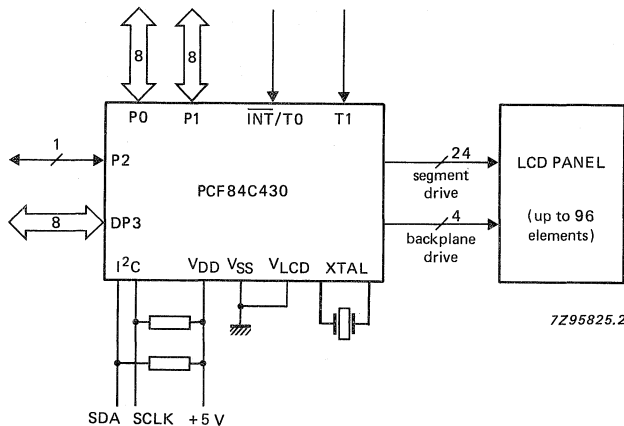 8
8
P0
P1
INT/T0
T1
1
P2
PCF84C430
24
segment
drive
LCD PANEL
(up to 96
elements)
8
DP3
4
backplane
drive
I²C
VDD
VSS
VLCD
XTAL
7Z95825.2
SDA
SCLK
+5 V